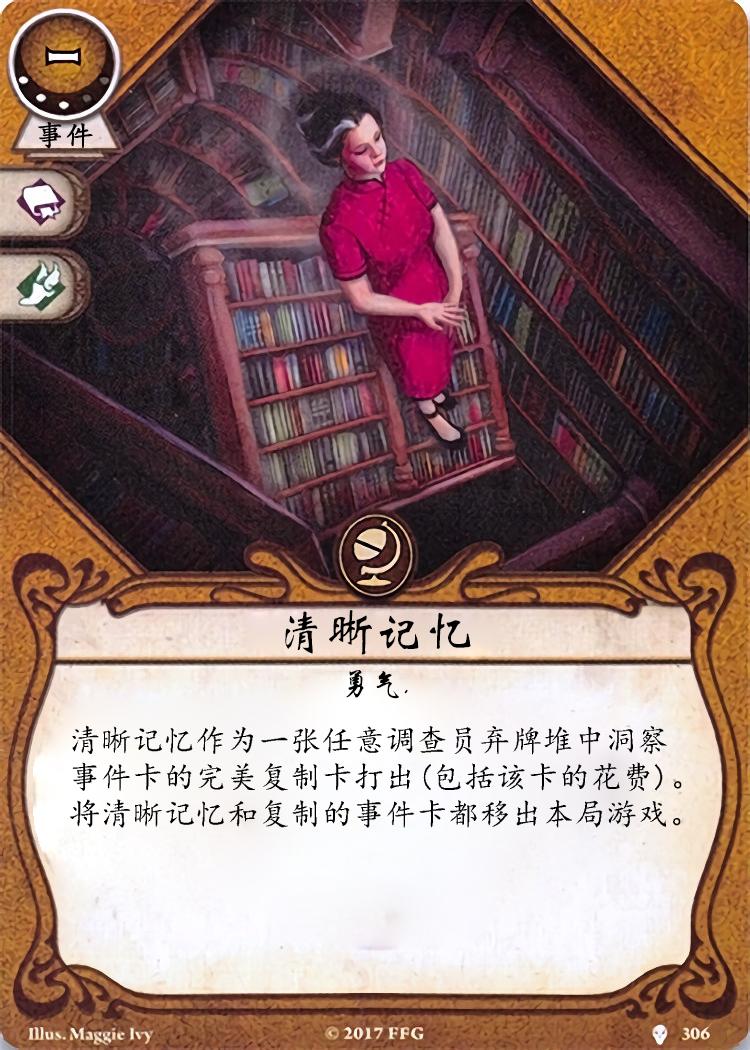 事件
清晰记忆
勇气.
清晰记忆作为一张任意调查员弃牌堆中洞察
事件卡的完美复制卡打出(包括该卡的花费)。
将清晰记忆和复制的事件卡都移出本局游戏。
Illus. Maggie Ivy
© 2017 FFG
306